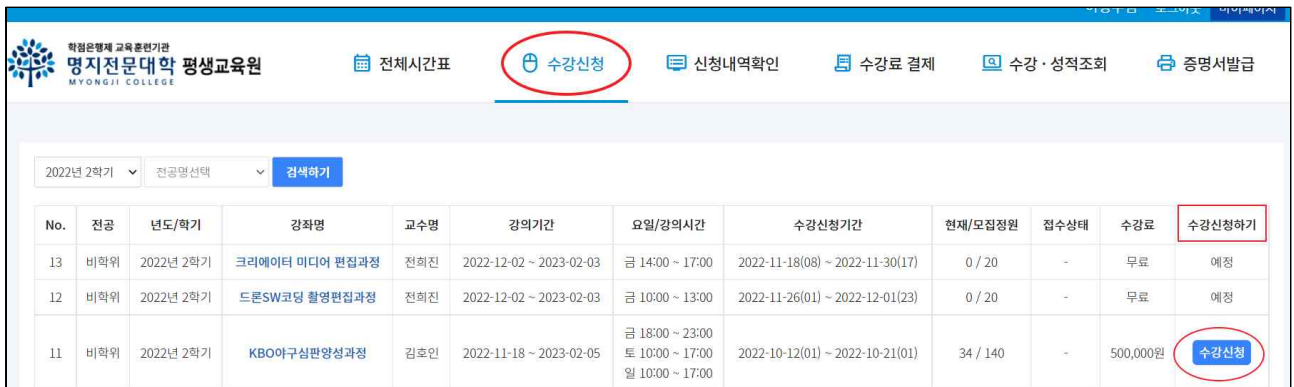 마이페이지
학점은행제 교육훈련기관
명지전문대학 평생교육원
MYONGJI COLLEGE
전체시간표 수강신청 신청내역확인 수강료 결제 수강 · 성적조회 증명서발급
2022년 2학기 전공명선택 검색하기
No. 전공 년도/학기 강좌명 교수명 강의기간 요일/강의시간 수강신청기간 현재/모집정원 접수상태 수강료 수강신청하기
13 비학위 2022년 2학기 크리에이터 미디어 편집과정 전희진 2022-12-02 ~ 2023-02-03 금 14:00 ~ 17:00 2022-11-18(08) ~ 2022-11-30(17) 0 / 20 - 무료 예정
12 비학위 2022년 2학기 드론SW코딩 촬영편집과정 전희진 2022-12-02 ~ 2023-02-03 금 10:00 ~ 13:00 2022-11-26(01) ~ 2022-12-01(23) 0 / 20 - 무료 예정
금 18:00 ~ 23:00
11 비학위 2022년 2학기 KBO야구심판양성과정 김호인 2022-11-18 ~ 2023-02-05 토 10:00 ~ 17:00 2022-10-12(01) ~ 2022-10-21(01) 34 / 140 - 500,000원 수강신청
일 10:00 ~ 17:00